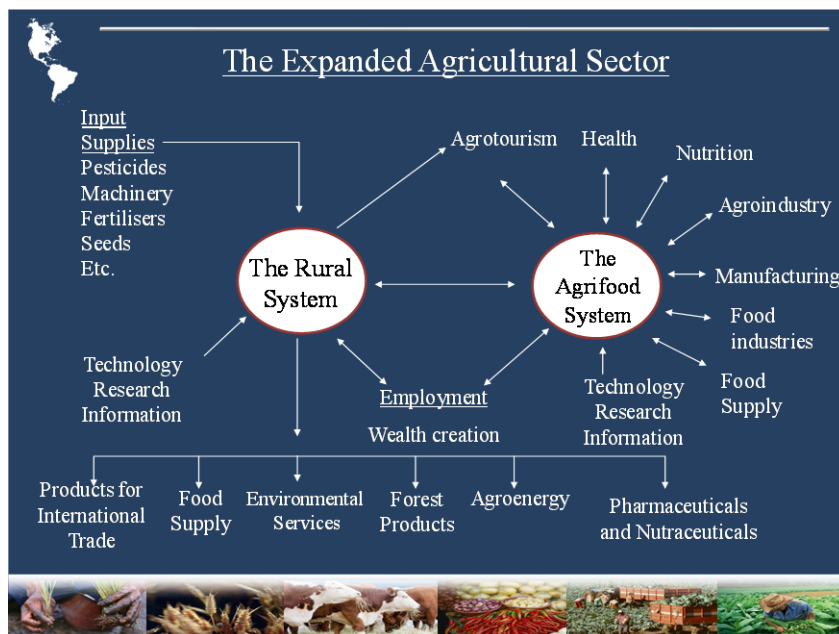 The Expanded Agricultural Sector
Input
Supplies
Pesticides
Machinery
Fertilisers
Seeds
Etc.
Agrotourism
Health
Nutrition
Agroindustry
Manufacturing
Food
industries
Food
Supply
The Rural
System
The
Agrifood
System
Technology
Research
Information
Employment
Wealth creation
Technology
Research
Information
Products for
International
Trade
Food
Supply
Environmental
Services
Forest
Products
Agroenergy
Pharmaceuticals
and Nutraceuticals